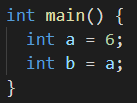 int main() {
  int a = 6;
  int b = a;
}